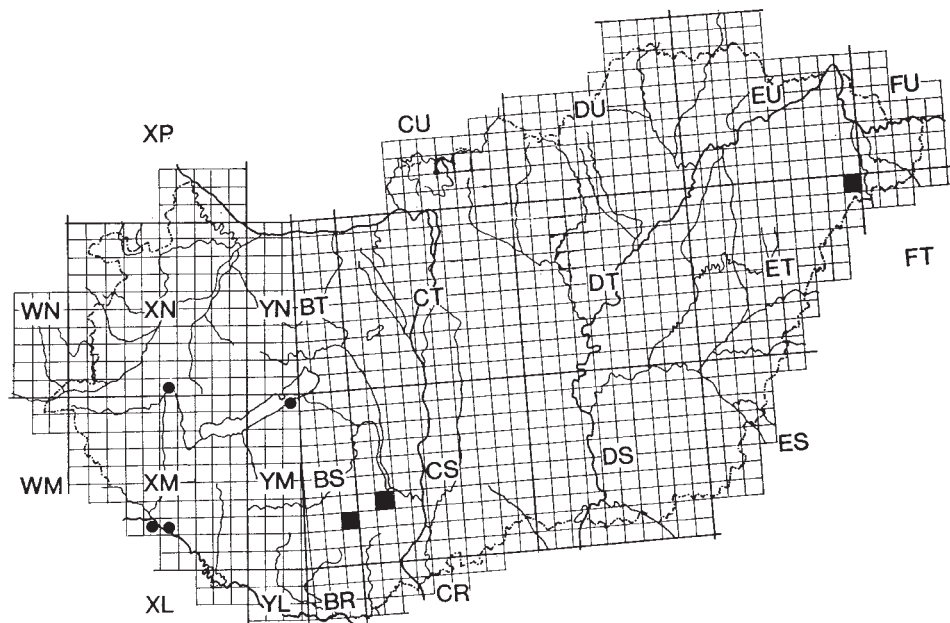 DU EU FU
XP CU
FT
WN XN YN BT CT DT ET
WM XM YM BS CS DS ES
XL YL BR CR